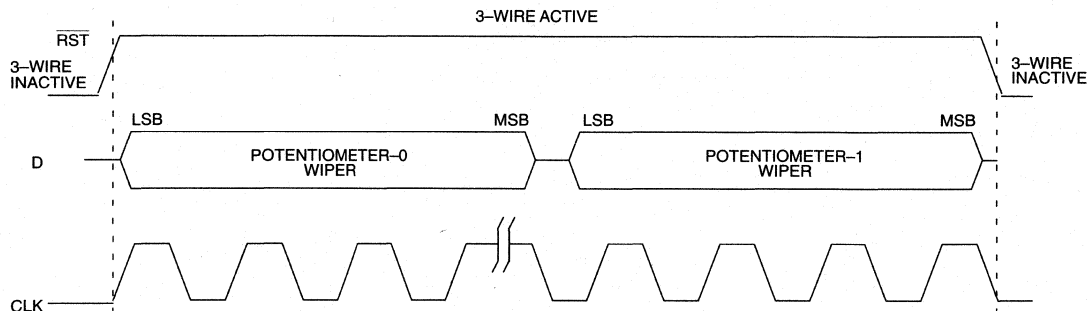 3–WIRE ACTIVE
RST
3–WIRE
INACTIVE
3–WIRE
INACTIVE
LSB
MSB
LSB
MSB
D
POTENTIOMETER–0
WIPER
POTENTIOMETER–1
WIPER
CLK